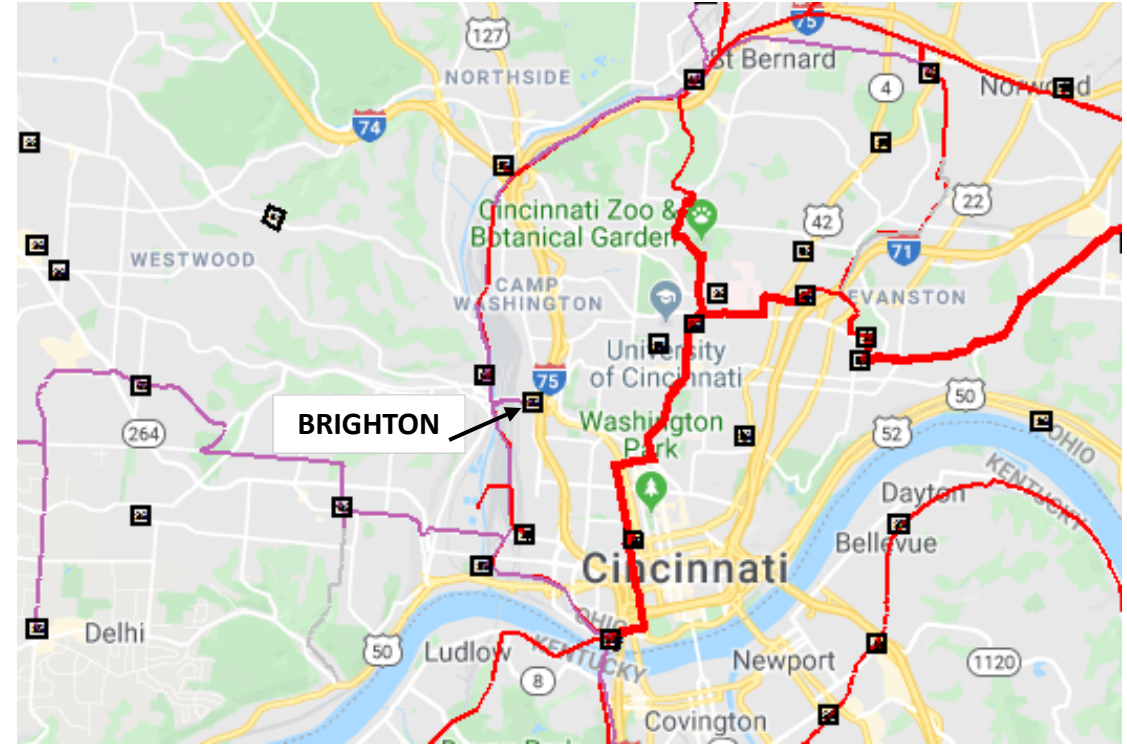 127
75
St Bernard
NORTHSIDE
4
Norwood
74
22
Cincinnati Zoo &
Botanical Garden
42
71
WESTWOOD
CAMP
WASHINGTON
EVANSTON
University
of Cincinnati
75
50
BRIGHTON
Washington
Park
264
52
OHIO
KENTUCKY
Dayton
Bellevue
Cincinnati
OHIO
KENTUCKY
Delhi
50
Ludlow
8
Newport
1120
Covington